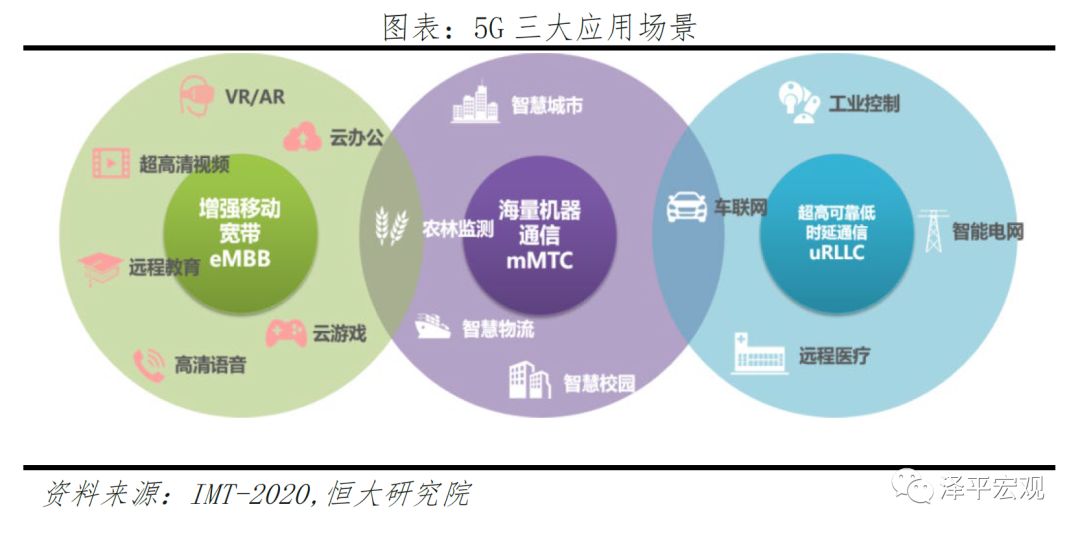 图表：5G 三大应用场景
VR/AR
云办公
超高清视频
增强移动
宽带
eMBB
远程教育
云游戏
高清语音
智慧城市
农林监测
海量机器
通信
mMTC
智慧物流
智慧校园
工业控制
车联网
超高可靠低
时延通信
uRLLC
智能电网
远程医疗
资料来源：IMT-2020,恒大研究院
泽平宏观